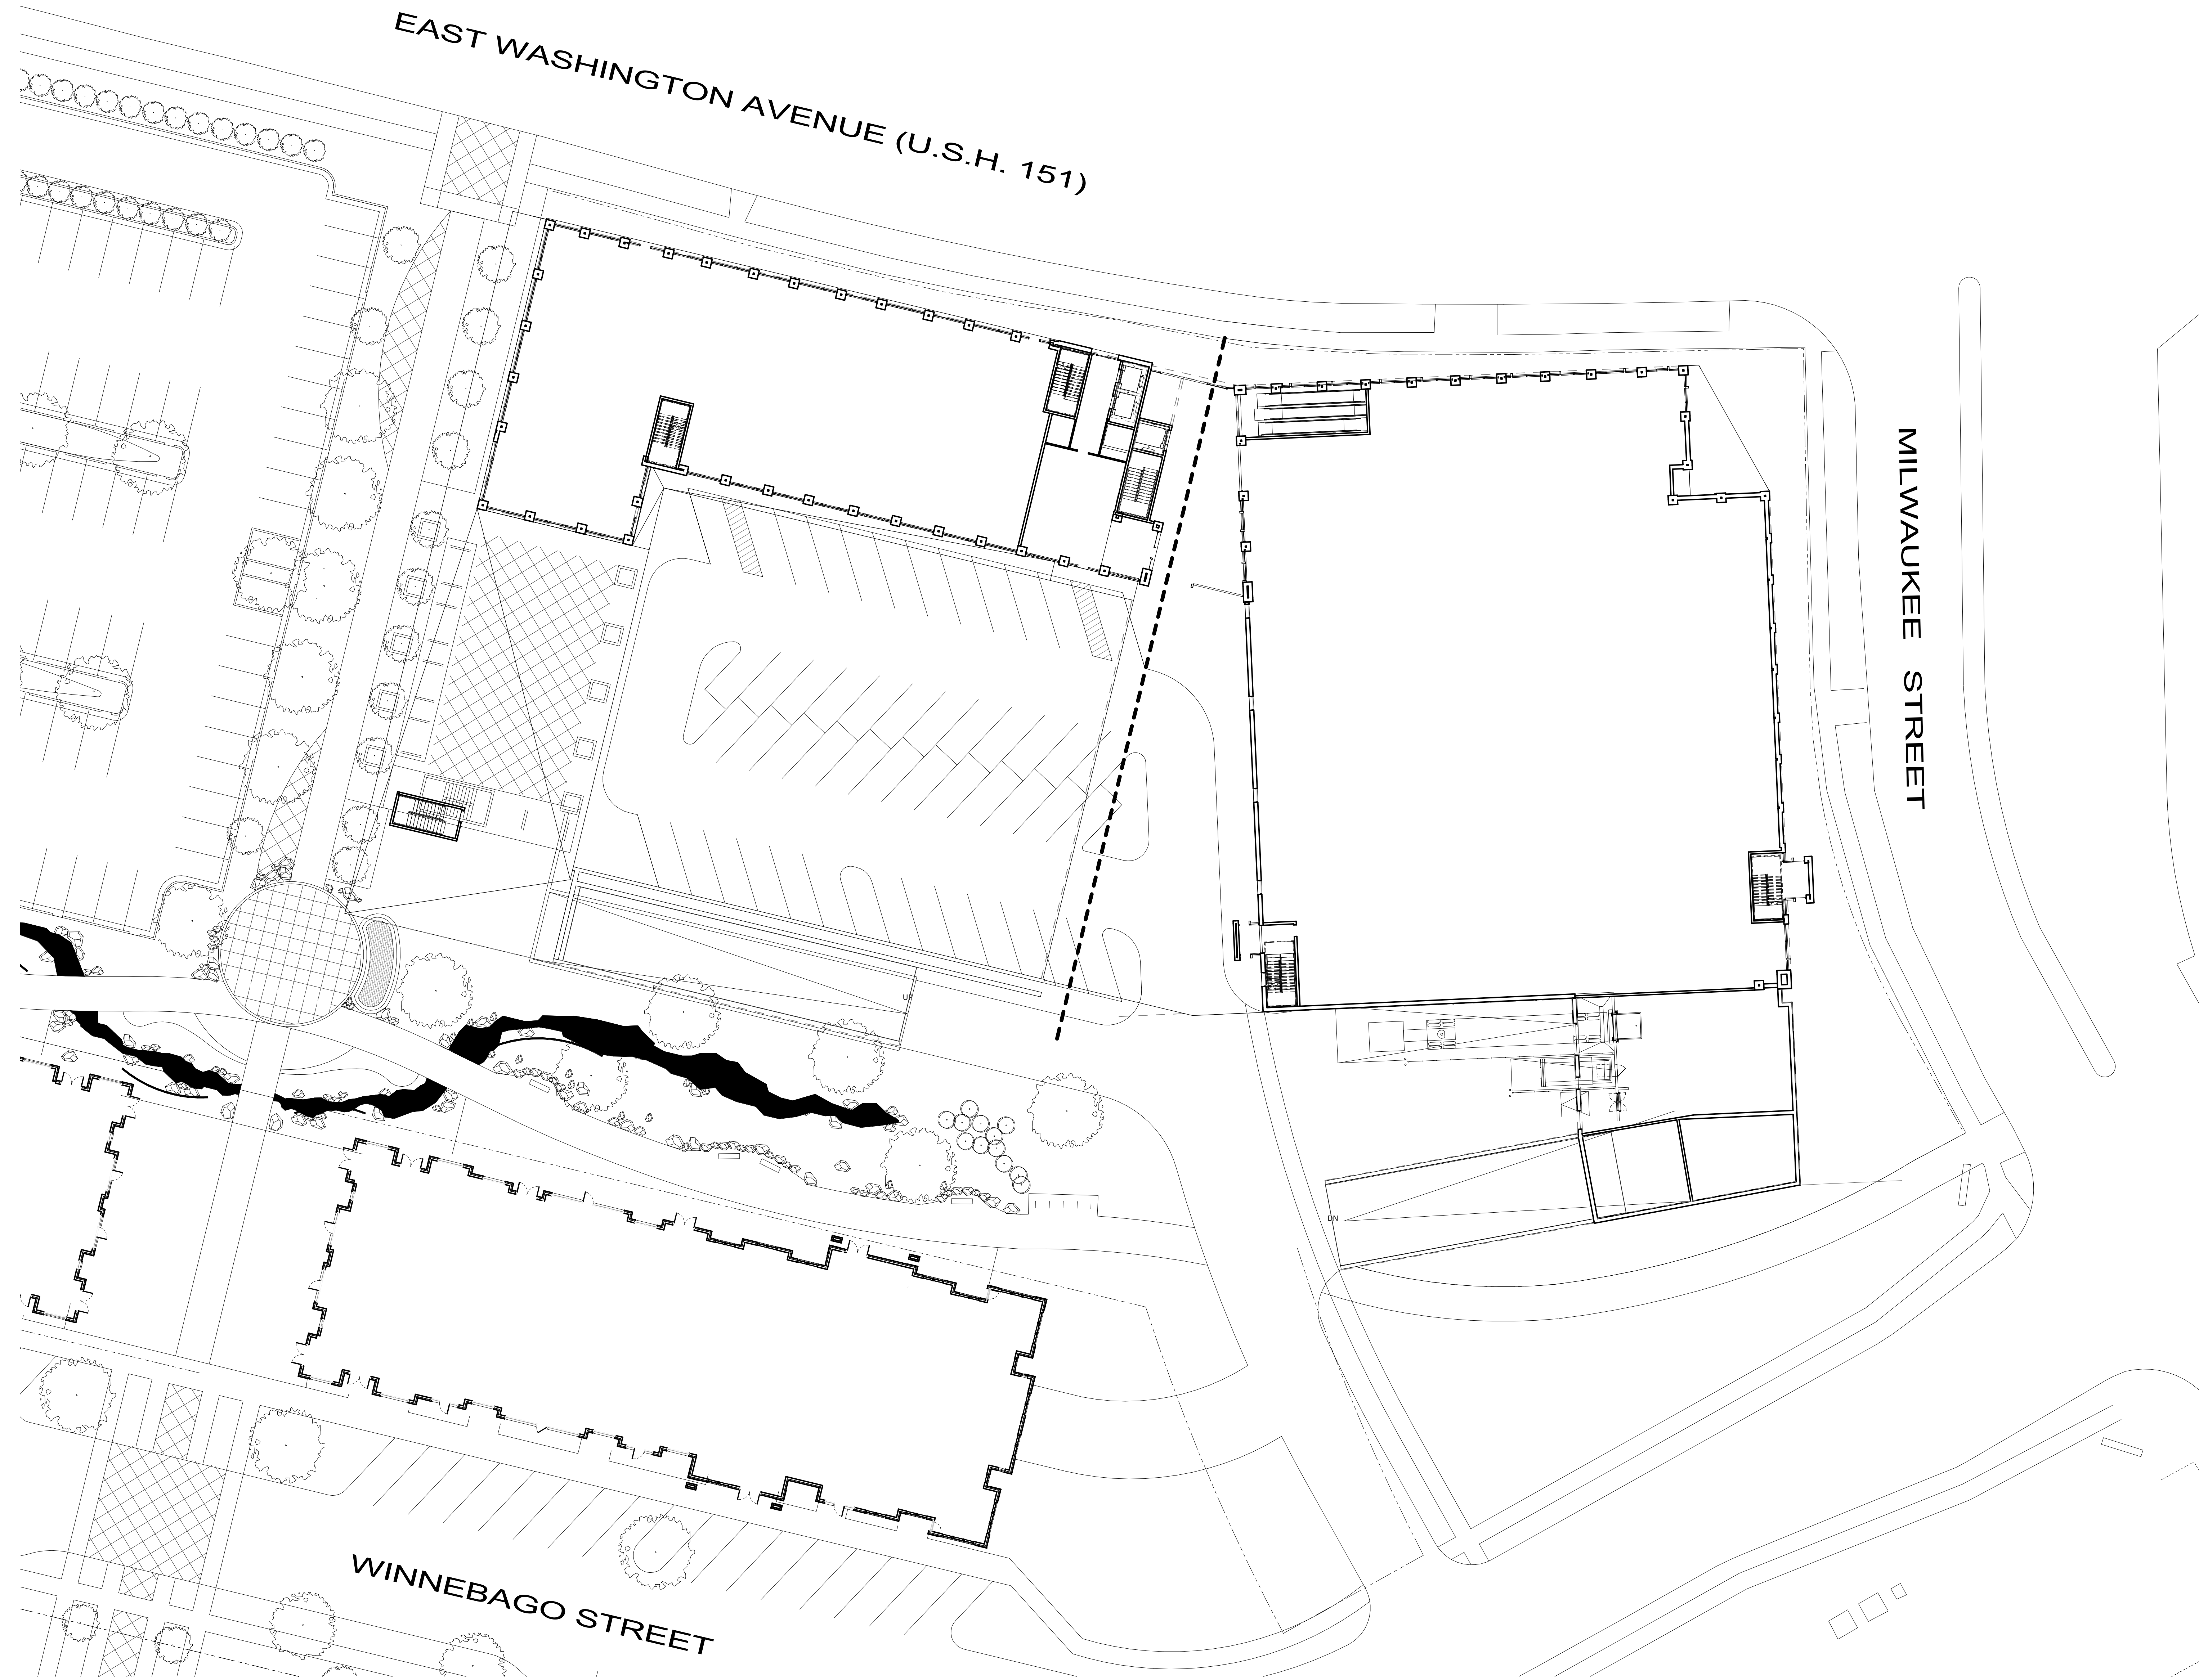 EAST WASHINGTON AVENUE (U.S.H. 151)
MILWAUKEE STREET
UP
DN
WINNEBAGO STREET